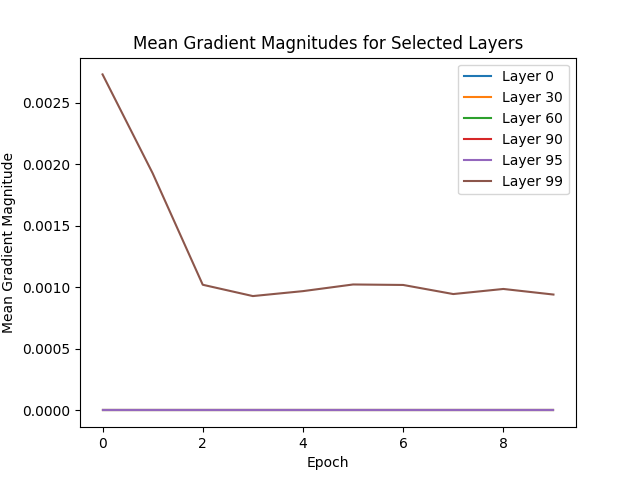 Mean Gradient Magnitudes for Selected Layers
Mean Gradient Magnitude
0.0025
0.0020
0.0015
0.0010
0.0005
0.0000
Layer 0
Layer 30
Layer 60
Layer 90
Layer 95
Layer 99
0 2 4 6 8
Epoch